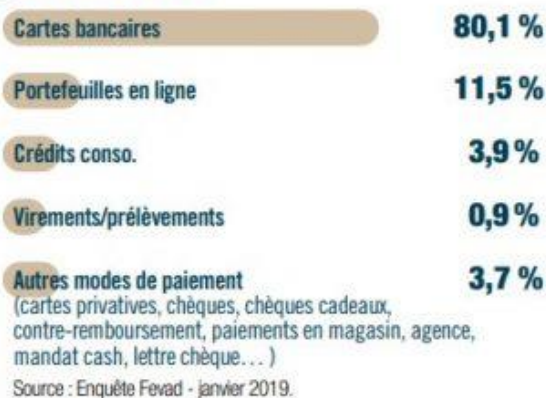 Cartes bancaires 80,1 %
Portefeuilles en ligne 11,5 %
Crédits conso. 3,9 %
Virements/prélèvements 0,9 %
Autres modes de paiement 3,7 %
(cartes privatives, chèques, chèques cadeaux,
contre-remboursement, paiements en magasin, agence,
mandat cash, lettre chèque... )
Source : Enquête Fevad - janvier 2019.